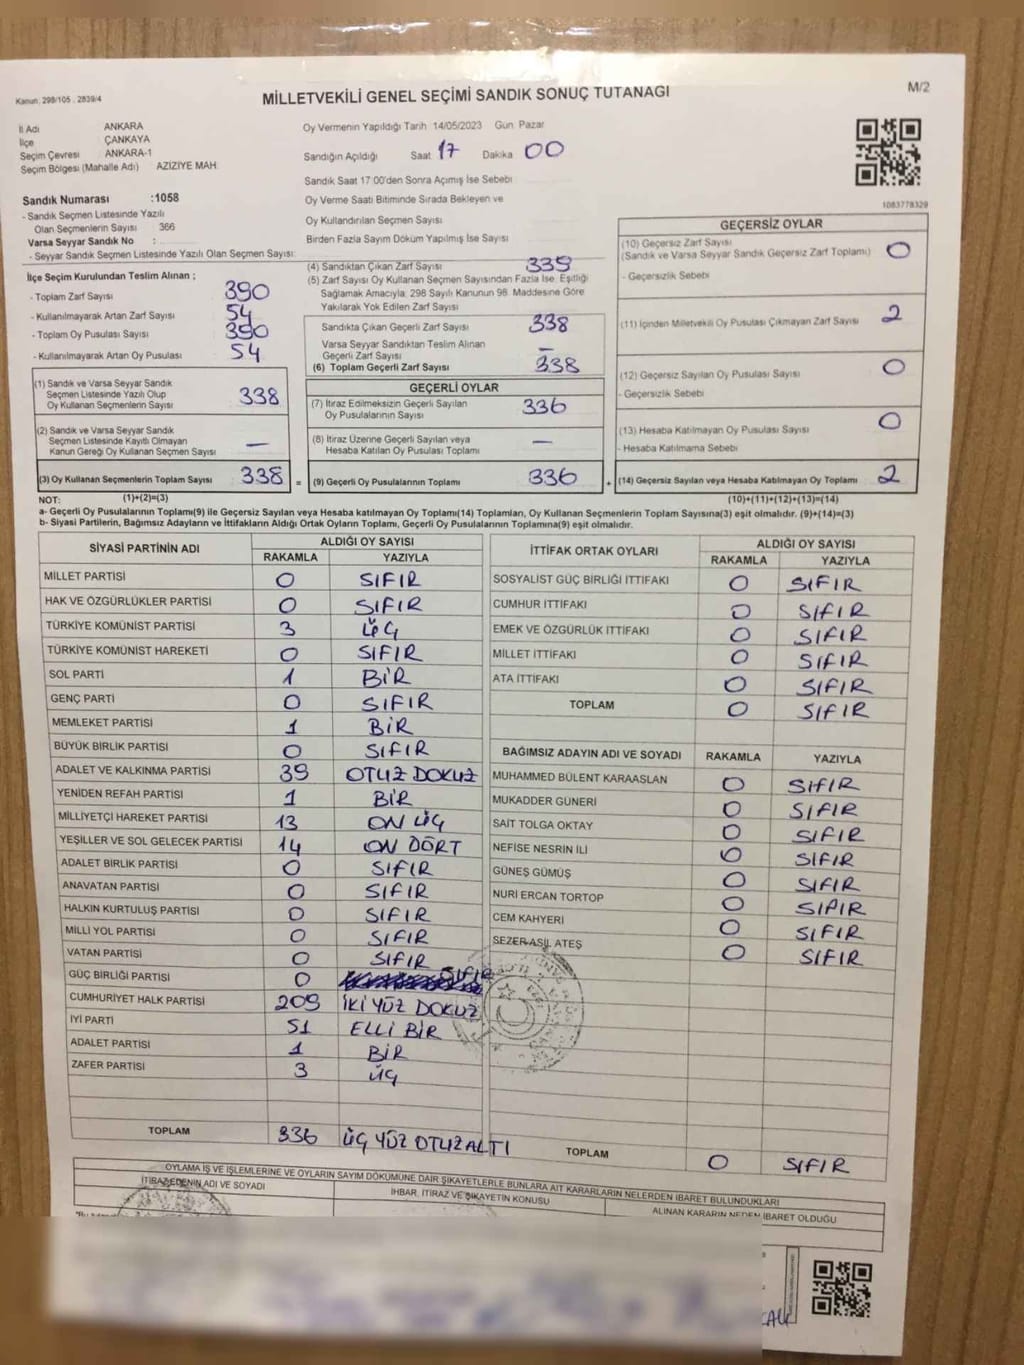 Kanun: 298/105 , 2839/4
MİLLETVEKİLİ GENEL SEÇİMİ SANDIK SONUÇ TUTANAĞI
M/2
İl Adı ANKARA
İlçe ÇANKAYA
Seçim Çevresi ANKARA-1
Seçim Bölgesi (Mahalle Adı) AZİZİYE MAH.
Oy Vermenin Yapıldığı Tarih 14/05/2023 Gün: Pazar
Sandığın Açıldığı Saat 17 Dakika 00
Sandık Saat 17:00'den Sonra Açımış İse Sebebi
Oy Verme Saati Bitiminde Sırada Bekleyen ve
Oy Kullandırılan Seçmen Sayısı
Birden Fazla Sayım Döküm Yapılmış İse Sayısı
1083778329
Sandık Numarası :1058
- Sandık Seçmen Listesinde Yazılı
Olan Seçmenlerin Sayısı 366
Varsa Seyyar Sandık No :
- Seyyar Sandık Seçmen Listesinde Yazılı Olan Seçmen Sayısı:
İlçe Seçim Kurulundan Teslim Alınan ;
- Toplam Zarf Sayısı 390
- Kullanılmayarak Artan Zarf Sayısı 54
- Toplam Oy Pusulası Sayısı 390
- Kullanılmayarak Artan Oy Pusulası 54
(1) Sandık ve Varsa Seyyar Sandık
Seçmen Listesinde Yazılı Olup
Oy Kullanan Seçmenlerin Sayısı 338
(2) Sandık ve Varsa Seyyar Sandık
Seçmen Listesinde Kayıtlı Olmayan
Kanun Gereği Oy Kullanan Seçmen Sayısı —
(3) Oy Kullanan Seçmenlerin Toplam Sayısı 338 =
(4) Sandıktan Çıkan Zarf Sayısı 339
(5) Zarf Sayısı Oy Kullanan Seçmen Sayısından Fazla İse, Eşitliği
Sağlamak Amacıyla, 298 Sayılı Kanunun 98. Maddesine Göre
Yakılarak Yok Edilen Zarf Sayısı
Sandıkta Çıkan Geçerli Zarf Sayısı 338
Varsa Seyyar Sandıktan Teslim Alınan
Geçerli Zarf Sayısı —
(6) Toplam Geçerli Zarf Sayısı 338
GEÇERLİ OYLAR
(7) İtiraz Edilmeksizin Geçerli Sayılan
Oy Pusulalarının Sayısı 336
(8) İtiraz Üzerine Geçerli Sayılan veya
Hesaba Katılan Oy Pusulası Toplamı —
(9) Geçerli Oy Pusulalarının Toplamı 336 +
GEÇERSİZ OYLAR
(10) Geçersiz Zarf Sayısı
(Sandık ve Varsa Seyyar Sandık Geçersiz Zarf Toplamı) 0
- Geçersizlik Sebebi
(11) İçinden Milletvekili Oy Pusulası Çıkmayan Zarf Sayısı 2
(12) Geçersiz Sayılan Oy Pusulası Sayısı 0
- Geçersizlik Sebebi
(13) Hesaba Katılmayan Oy Pusulası Sayısı 0
- Hesaba Katılmama Sebebi
(14) Geçersiz Sayılan veya Hesaba Katılmayan Oy Toplamı 2
NOT: (1)+(2)=(3) (10)+(11)+(12)+(13)=(14)
a- Geçerli Oy Pusulalarının Toplamı(9) ile Geçersiz Sayılan veya Hesaba katılmayan Oy Toplamı(14) Toplamları, Oy Kullanan Seçmenlerin Toplam Sayısına(3) eşit olmalıdır. (9)+(14)=(3)
b- Siyasi Partilerin, Bağımsız Adayların ve İttifakların Aldığı Ortak Oyların Toplamı, Geçerli Oy Pusulalarının Toplamına(9) eşit olmalıdır.
SİYASİ PARTİNİN ADI ALDIĞI OY SAYISI
RAKAMLA YAZIYLA
MİLLET PARTİSİ 0 SIFIR
HAK VE ÖZGÜRLÜKLER PARTİSİ 0 SIFIR
TÜRKİYE KOMÜNİST PARTİSİ 3 ÜÇ
TÜRKİYE KOMÜNİST HAREKETİ 0 SIFIR
SOL PARTİ 1 BİR
GENÇ PARTİ 0 SIFIR
MEMLEKET PARTİSİ 1 BİR
BÜYÜK BİRLİK PARTİSİ 0 SIFIR
ADALET VE KALKINMA PARTİSİ 39 OTUZ DOKUZ
YENİDEN REFAH PARTİSİ 1 BİR
MİLLİYETÇİ HAREKET PARTİSİ 13 ON ÜÇ
YEŞİLLER VE SOL GELECEK PARTİSİ 14 ON DÖRT
ADALET BİRLİK PARTİSİ 0 SIFIR
ANAVATAN PARTİSİ 0 SIFIR
HALKIN KURTULUŞ PARTİSİ 0 SIFIR
MİLLİ YOL PARTİSİ 0 SIFIR
VATAN PARTİSİ 0 SIFIR
GÜÇ BİRLİĞİ PARTİSİ 0 SIFIR
CUMHURİYET HALK PARTİSİ 209 İKİ YÜZ DOKUZ
İYİ PARTİ 51 ELLİ BİR
ADALET PARTİSİ 1 BİR
ZAFER PARTİSİ 3 ÜÇ
TOPLAM 336 ÜÇ YÜZ OTUZALTI
İTTİFAK ORTAK OYLARI ALDIĞI OY SAYISI
RAKAMLA YAZIYLA
SOSYALİST GÜÇ BİRLİĞİ İTTİFAKI 0 SIFIR
CUMHUR İTTİFAKI 0 SIFIR
EMEK VE ÖZGÜRLÜK İTTİFAKI 0 SIFIR
MİLLET İTTİFAKI 0 SIFIR
ATA İTTİFAKI 0 SIFIR
TOPLAM 0 SIFIR
BAĞIMSIZ ADAYIN ADI VE SOYADI RAKAMLA YAZIYLA
MUHAMMED BÜLENT KARAASLAN 0 SIFIR
MUKADDER GÜNERİ 0 SIFIR
SAİT TOLGA OKTAY 0 SIFIR
NEFİSE NESRİN İLİ 0 SIFIR
GÜNEŞ GÜMÜŞ 0 SIFIR
NURİ ERCAN TORTOP 0 SIFIR
CEM KAHYERİ 0 SIFIR
SEZER ASIL ATEŞ 0 SIFIR
TOPLAM 0 SIFIR
OYLAMA İŞ VE İŞLEMLERİNE VE OYLARIN SAYIM DÖKÜMÜNE DAİR ŞİKAYETLERLE BUNLARA AİT KARARLARIN NELERDEN İBARET BULUNDUKLARI
İTİRAZ EDENİN ADI VE SOYADI İHBAR, İTİRAZ VE ŞİKAYETİN KONUSU ALINAN KARARIN NEDEN İBARET OLDUĞU